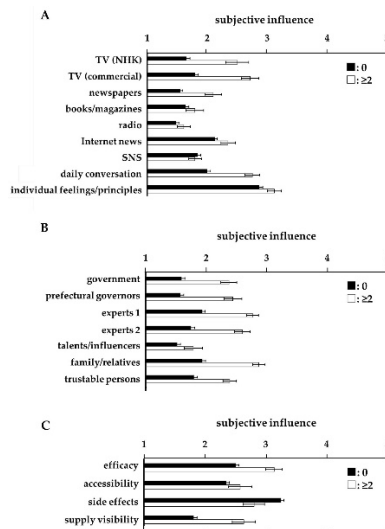 subjective influence
A
1 2 3 4 5
TV (NHK)
■: 0
TV (commercial)
□: ≥2
newspapers
books/magazines
radio
Internet news
SNS
daily conversation
individual feelings/principles
subjective influence
B
1 2 3 4 5
government
■: 0
prefectural governors
□: ≥2
experts 1
experts 2
talents/influencers
family/relatives
trustable persons
subjective influence
C
1 2 3 4 5
efficacy
■: 0
accessibility
□: ≥2
side effects
supply visibility